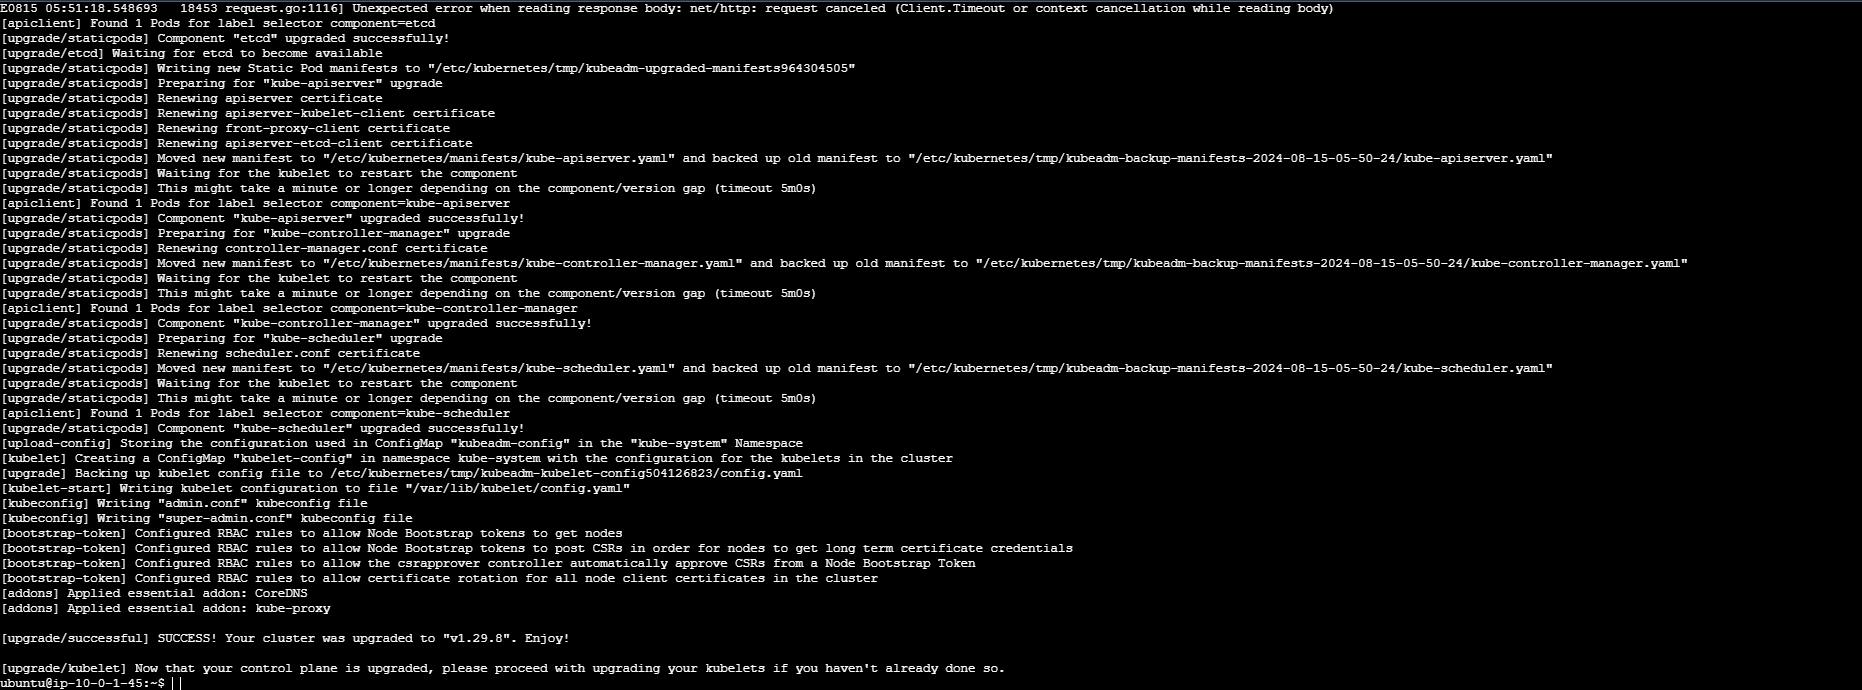 E0815 05:51:18.548693   18453 request.go:1116] Unexpected error when reading response body: net/http: request canceled (Client.Timeout or context cancellation while reading body)
[apiclient] Found 1 Pods for label selector component=etcd
[upgrade/staticpods] Component "etcd" upgraded successfully!
[upgrade/etcd] Waiting for etcd to become available
[upgrade/staticpods] Writing new Static Pod manifests to "/etc/kubernetes/tmp/kubeadm-upgraded-manifests964304505"
[upgrade/staticpods] Preparing for "kube-apiserver" upgrade
[upgrade/staticpods] Renewing apiserver certificate
[upgrade/staticpods] Renewing apiserver-kubelet-client certificate
[upgrade/staticpods] Renewing front-proxy-client certificate
[upgrade/staticpods] Renewing apiserver-etcd-client certificate
[upgrade/staticpods] Moved new manifest to "/etc/kubernetes/manifests/kube-apiserver.yaml" and backed up old manifest to "/etc/kubernetes/tmp/kubeadm-backup-manifests-2024-08-15-05-50-24/kube-apiserver.yaml"
[upgrade/staticpods] Waiting for the kubelet to restart the component
[upgrade/staticpods] This might take a minute or longer depending on the component/version gap (timeout 5m0s)
[apiclient] Found 1 Pods for label selector component=kube-apiserver
[upgrade/staticpods] Component "kube-apiserver" upgraded successfully!
[upgrade/staticpods] Preparing for "kube-controller-manager" upgrade
[upgrade/staticpods] Renewing controller-manager.conf certificate
[upgrade/staticpods] Moved new manifest to "/etc/kubernetes/manifests/kube-controller-manager.yaml" and backed up old manifest to "/etc/kubernetes/tmp/kubeadm-backup-manifests-2024-08-15-05-50-24/kube-controller-manager.yaml"
[upgrade/staticpods] Waiting for the kubelet to restart the component
[upgrade/staticpods] This might take a minute or longer depending on the component/version gap (timeout 5m0s)
[apiclient] Found 1 Pods for label selector component=kube-controller-manager
[upgrade/staticpods] Component "kube-controller-manager" upgraded successfully!
[upgrade/staticpods] Preparing for "kube-scheduler" upgrade
[upgrade/staticpods] Renewing scheduler.conf certificate
[upgrade/staticpods] Moved new manifest to "/etc/kubernetes/manifests/kube-scheduler.yaml" and backed up old manifest to "/etc/kubernetes/tmp/kubeadm-backup-manifests-2024-08-15-05-50-24/kube-scheduler.yaml"
[upgrade/staticpods] Waiting for the kubelet to restart the component
[upgrade/staticpods] This might take a minute or longer depending on the component/version gap (timeout 5m0s)
[apiclient] Found 1 Pods for label selector component=kube-scheduler
[upgrade/staticpods] Component "kube-scheduler" upgraded successfully!
[upload-config] Storing the configuration used in ConfigMap "kubeadm-config" in the "kube-system" Namespace
[kubelet] Creating a ConfigMap "kubelet-config" in namespace kube-system with the configuration for the kubelets in the cluster
[upgrade] Backing up kubelet config file to /etc/kubernetes/tmp/kubeadm-kubelet-config504126823/config.yaml
[kubelet-start] Writing kubelet configuration to file "/var/lib/kubelet/config.yaml"
[kubeconfig] Writing "admin.conf" kubeconfig file
[kubeconfig] Writing "super-admin.conf" kubeconfig file
[bootstrap-token] Configured RBAC rules to allow Node Bootstrap tokens to get nodes
[bootstrap-token] Configured RBAC rules to allow Node Bootstrap tokens to post CSRs in order for nodes to get long term certificate credentials
[bootstrap-token] Configured RBAC rules to allow the csrapprover controller automatically approve CSRs from a Node Bootstrap Token
[bootstrap-token] Configured RBAC rules to allow certificate rotation for all node client certificates in the cluster
[addons] Applied essential addon: CoreDNS
[addons] Applied essential addon: kube-proxy
[upgrade/successful] SUCCESS! Your cluster was upgraded to "v1.29.8". Enjoy!
[upgrade/kubelet] Now that your control plane is upgraded, please proceed with upgrading your kubelets if you haven't already done so.
ubuntu@ip-10-0-1-45:~$